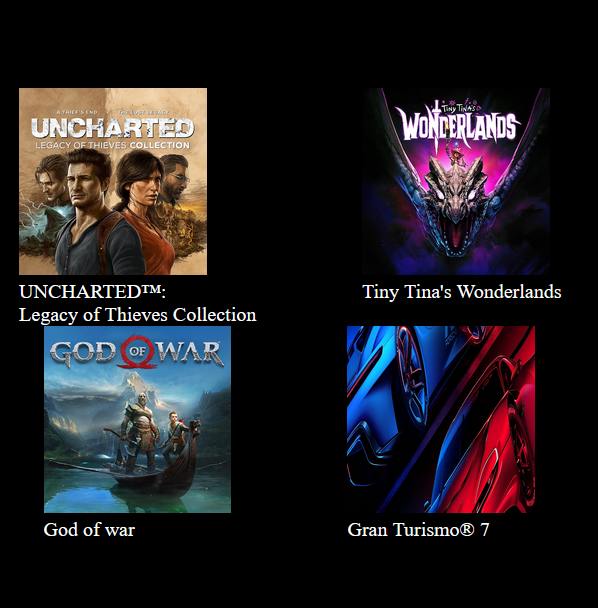 A THIEF'S END THE LOST LEGACY
UNCHARTED
LEGACY OF THIEVES COLLECTION
TINY TINA'S
WONDERLANDS
UNCHARTED™:
Legacy of Thieves Collection
Tiny Tina's Wonderlands
GOD OF WAR
God of war
Gran Turismo® 7